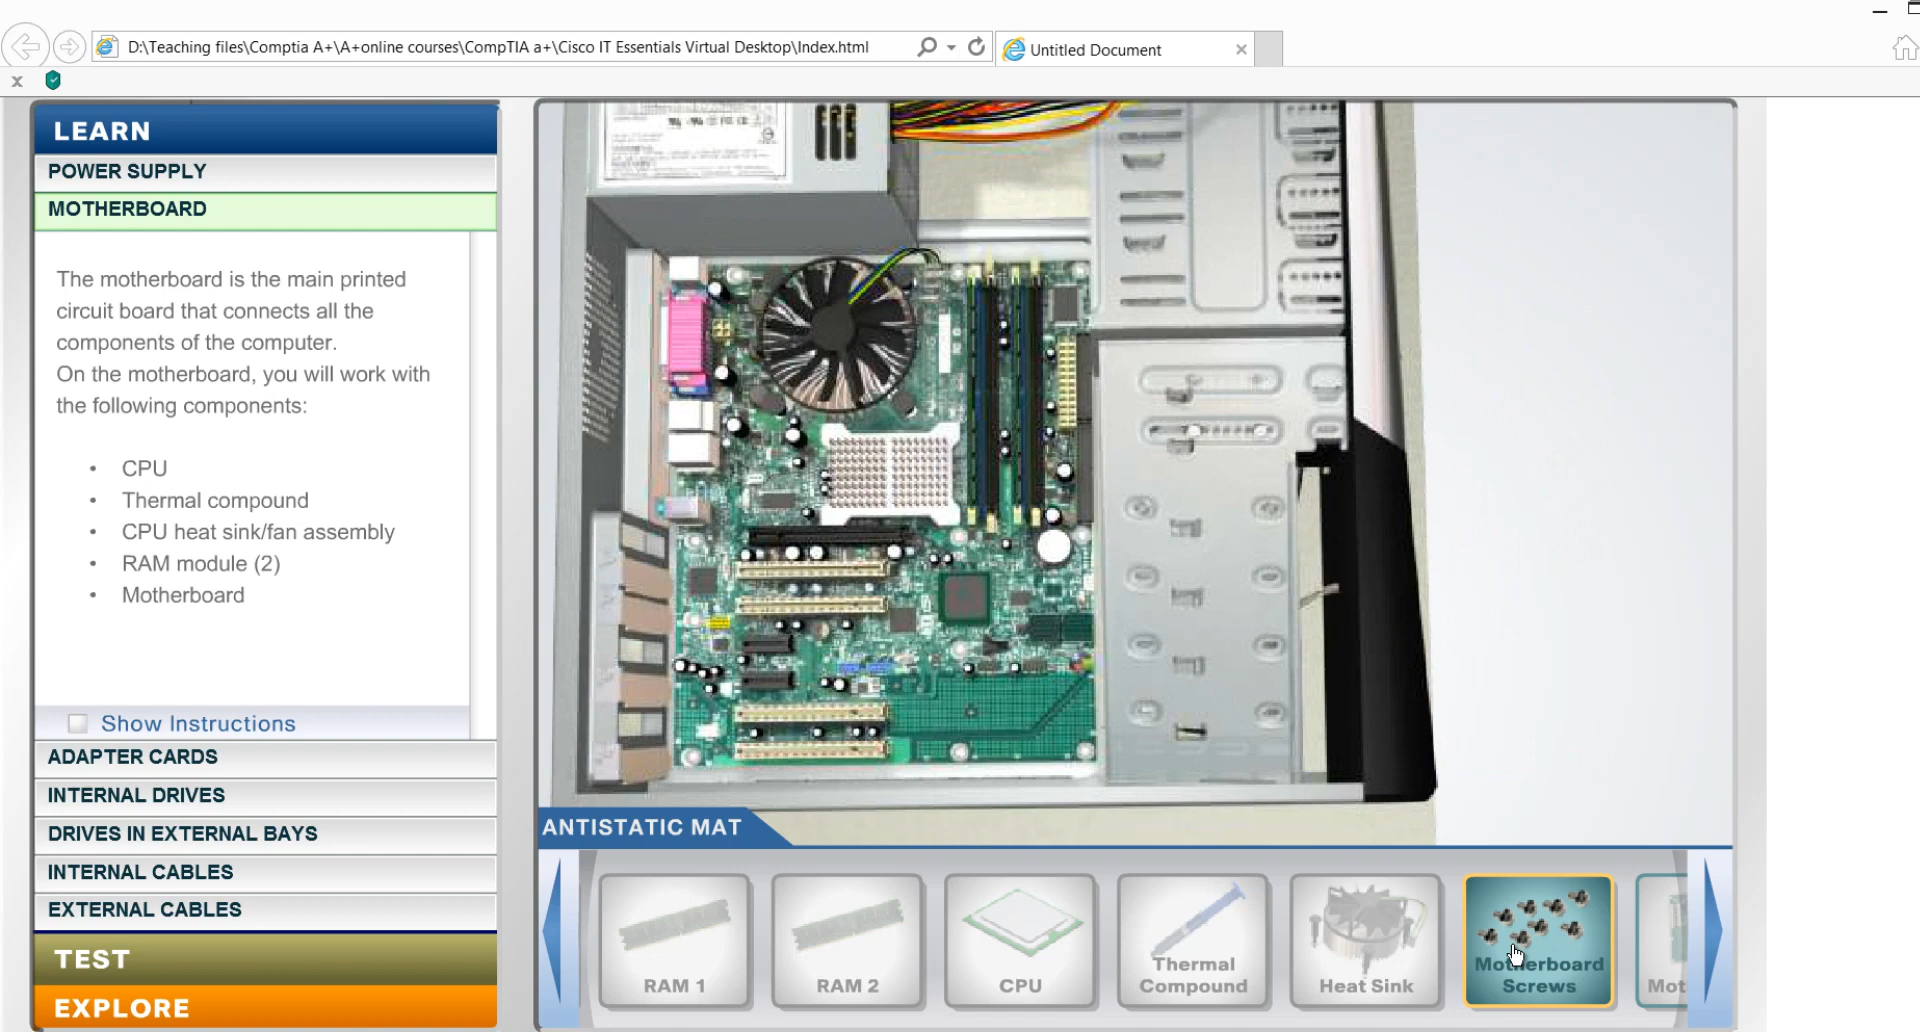 D:\Teaching files\Comptia A+\A+online courses\CompTIA a+\Cisco IT Essentials Virtual Desktop\Index.html
Untitled Document
LEARN
POWER SUPPLY
MOTHERBOARD
The motherboard is the main printed
circuit board that connects all the
components of the computer.
On the motherboard, you will work with
the following components:
• CPU
• Thermal compound
• CPU heat sink/fan assembly
• RAM module (2)
• Motherboard
Show Instructions
ADAPTER CARDS
INTERNAL DRIVES
DRIVES IN EXTERNAL BAYS
INTERNAL CABLES
EXTERNAL CABLES
TEST
EXPLORE
ANTISTATIC MAT
RAM 1
RAM 2
CPU
Thermal
Compound
Heat Sink
Motherboard
Screws
Mot